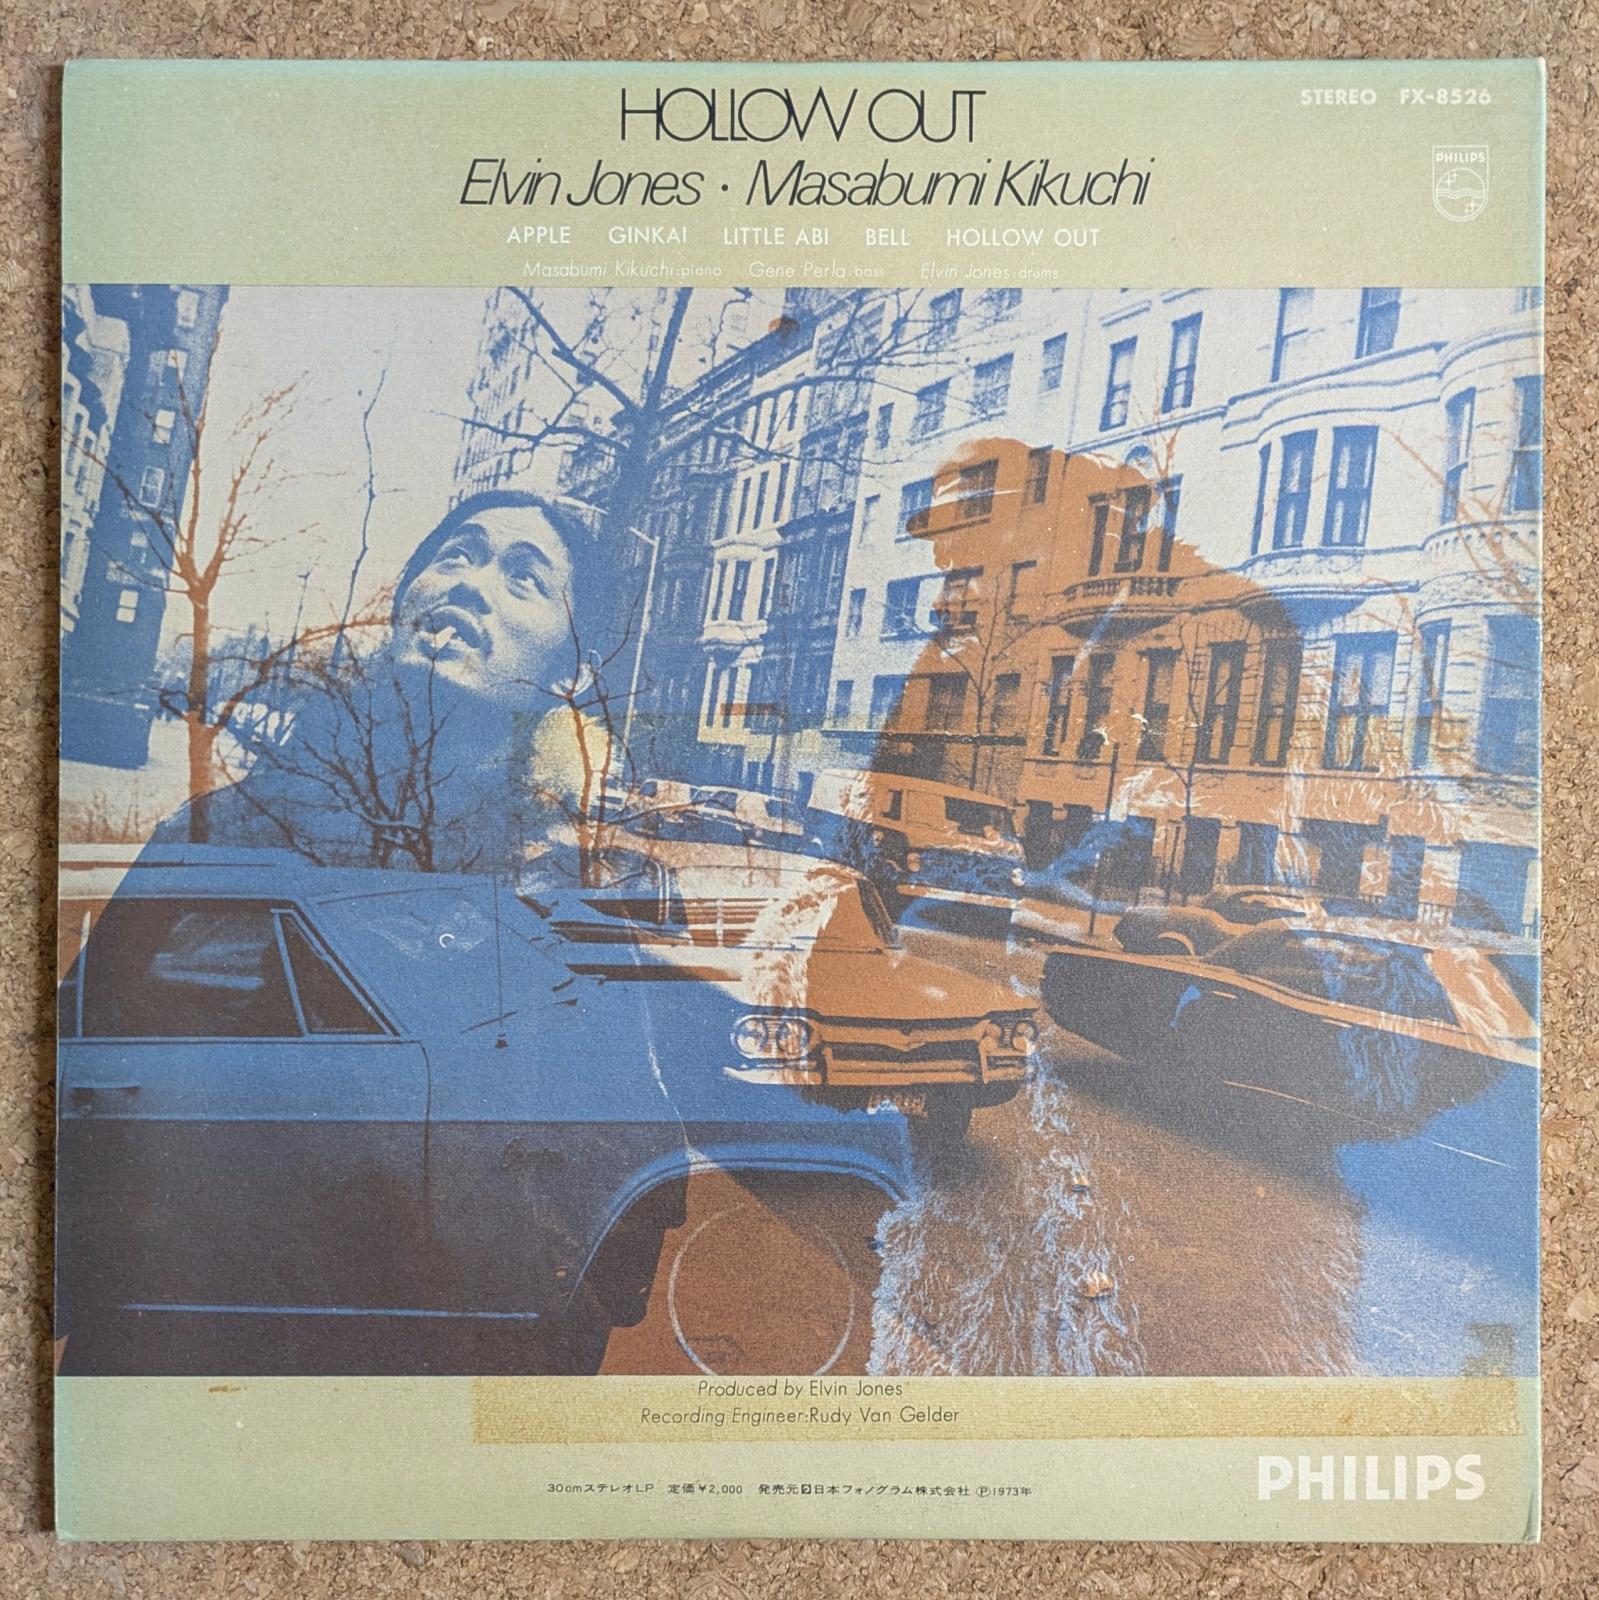 HOLLOW OUT
STEREO FX-8526
Elvin Jones · Masabumi Kikuchi
PHILIPS
APPLE GINKAI LITTLE ABI BELL HOLLOW OUT
Masabumi Kikuchi:piano Gene Perla:bass Elvin Jones:drums
Produced by Elvin Jones
Recording Engineer:Rudy Van Gelder
PHILIPS
30cmステレオLP 定価¥2,000 発売元 日本フォノグラム株式会社 Ⓟ1973年